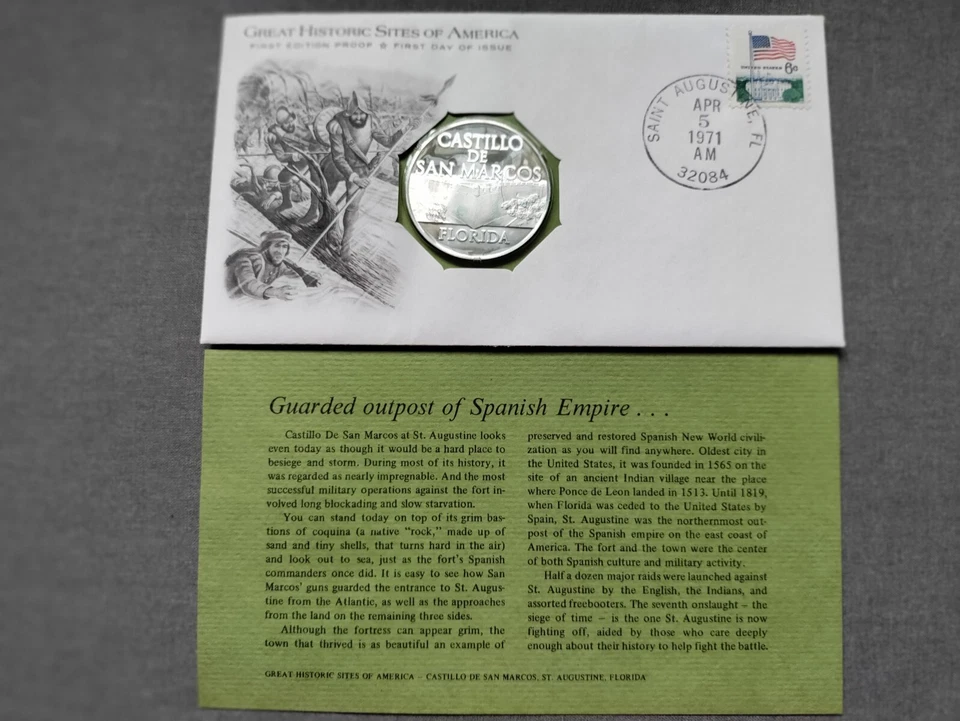 GREAT HISTORIC SITES OF AMERICA
FIRST EDITION PROOF ☆ FIRST DAY OF ISSUE
UNITED STATES 6c
SAINT AUGUSTINE, FL
APR
5
1971
AM
32084
CASTILLO
DE
SAN MARCOS
FLORIDA
Guarded outpost of Spanish Empire . . .
Castillo De San Marcos at St. Augustine looks
even today as though it would be a hard place to
besiege and storm. During most of its history, it
was regarded as nearly impregnable. And the most
successful military operations against the fort in-
volved long blockading and slow starvation.
You can stand today on top of its grim bas-
tions of coquina (a native "rock," made up of
sand and tiny shells, that turns hard in the air)
and look out to sea, just as the fort's Spanish
commanders once did. It is easy to see how San
Marcos' guns guarded the entrance to St. Augus-
tine from the Atlantic, as well as the approaches
from the land on the remaining three sides.
Although the fortress can appear grim, the
town that thrived is as beautiful an example of
preserved and restored Spanish New World civili-
zation as you will find anywhere. Oldest city in
the United States, it was founded in 1565 on the
site of an ancient Indian village near the place
where Ponce de Leon landed in 1513. Until 1819,
when Florida was ceded to the United States by
Spain, St. Augustine was the northernmost out-
post of the Spanish empire on the east coast of
America. The fort and the town were the center
of both Spanish culture and military activity.
Half a dozen major raids were launched against
St. Augustine by the English, the Indians, and
assorted freebooters. The seventh onslaught – the
siege of time – is the one St. Augustine is now
fighting off, aided by those who care deeply
enough about their history to help fight the battle.
GREAT HISTORIC SITES OF AMERICA – CASTILLO DE SAN MARCOS, ST. AUGUSTINE, FLORIDA